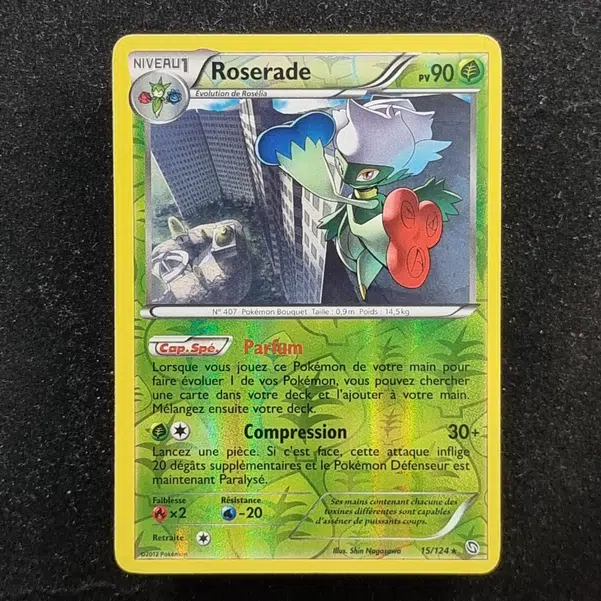 NIVEAU 1
Roserade
PV 90
Évolution de Rosélia
N° 407 Pokémon Bouquet Taille : 0,9 m Poids : 14,5 kg
Cap. Spé. Parfum
Lorsque vous jouez ce Pokémon de votre main pour
faire évoluer 1 de vos Pokémon, vous pouvez chercher
une carte dans votre deck et l'ajouter à votre main.
Mélangez ensuite votre deck.
Compression 30+
Lancez une pièce. Si c'est face, cette attaque inflige
20 dégâts supplémentaires et le Pokémon Défenseur est
maintenant Paralysé.
Faiblesse Résistance
×2 -20
Retraite
Ses mains contenant chacune des
toxines différentes sont capables
d'asséner de puissants coups.
©2012 Pokémon
Illus. Shin Nagasawa
15/124 ★